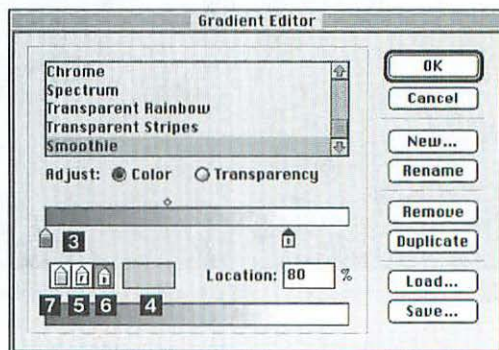 Gradient Editor
Chrome
Spectrum
Transparent Rainbow
Transparent Stripes
Smoothie
Adjust: Color Transparency
3
Location: 80 %
7 5 6 4
OK
Cancel
New...
Rename
Remove
Duplicate
Load...
Save...